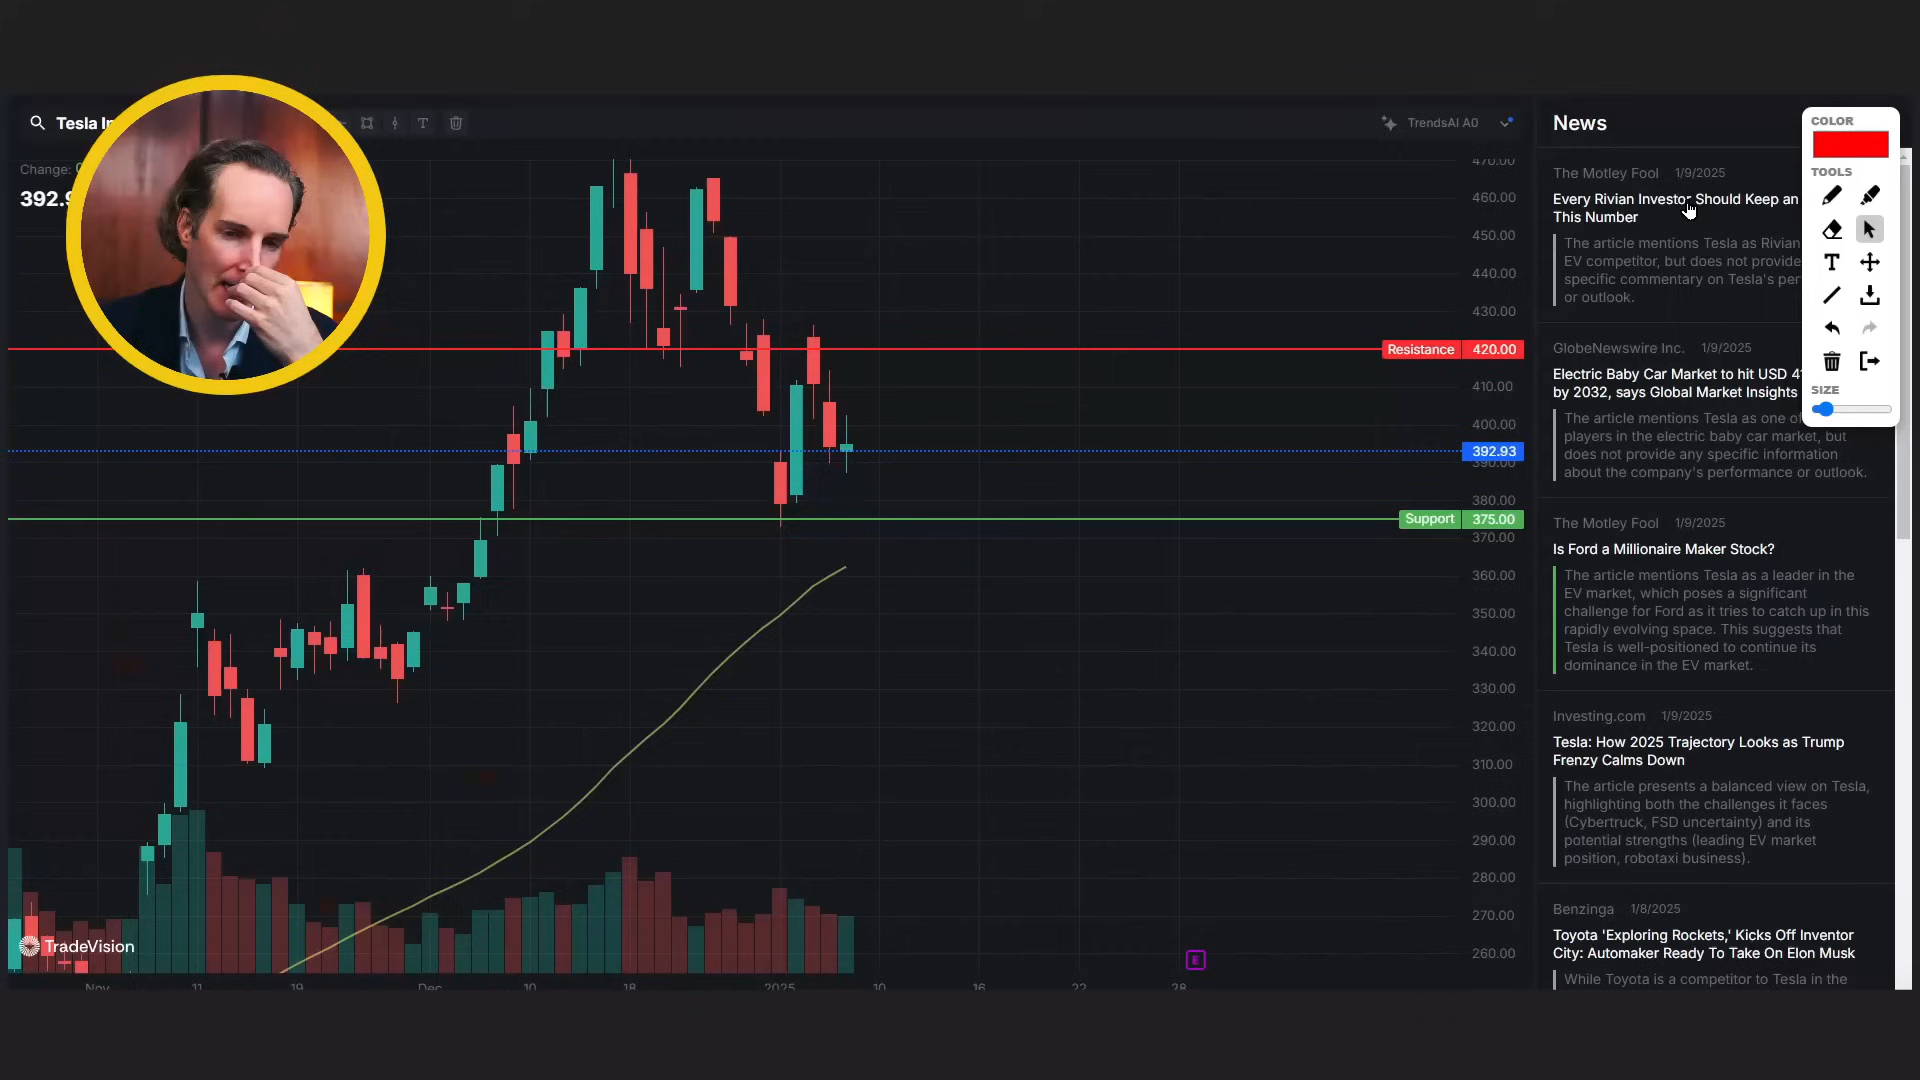 Tesla In
T
TrendsAI A0
Change:
392.9
470.00
460.00
450.00
440.00
430.00
Resistance 420.00
410.00
400.00
392.93
390.00
380.00
Support 375.00
370.00
360.00
350.00
340.00
330.00
320.00
310.00
300.00
290.00
280.00
270.00
260.00
TradeVision
E
Nov 11 19 Dec 10 18 2025 10 16 22 28
News
The Motley Fool 1/9/2025
Every Rivian Investor Should Keep an
This Number
The article mentions Tesla as Rivian
EV competitor, but does not provide
specific commentary on Tesla's per
or outlook.
GlobeNewswire Inc. 1/9/2025
Electric Baby Car Market to hit USD 4
by 2032, says Global Market Insights
The article mentions Tesla as one of
players in the electric baby car market, but
does not provide any specific information
about the company's performance or outlook.
The Motley Fool 1/9/2025
Is Ford a Millionaire Maker Stock?
The article mentions Tesla as a leader in the
EV market, which poses a significant
challenge for Ford as it tries to catch up in this
rapidly evolving space. This suggests that
Tesla is well-positioned to continue its
dominance in the EV market.
Investing.com 1/9/2025
Tesla: How 2025 Trajectory Looks as Trump
Frenzy Calms Down
The article presents a balanced view on Tesla,
highlighting both the challenges it faces
(Cybertruck, FSD uncertainty) and its
potential strengths (leading EV market
position, robotaxi business).
Benzinga 1/8/2025
Toyota 'Exploring Rockets,' Kicks Off Inventor
City: Automaker Ready To Take On Elon Musk
While Toyota is a competitor to Tesla in the
COLOR
TOOLS
T
SIZE